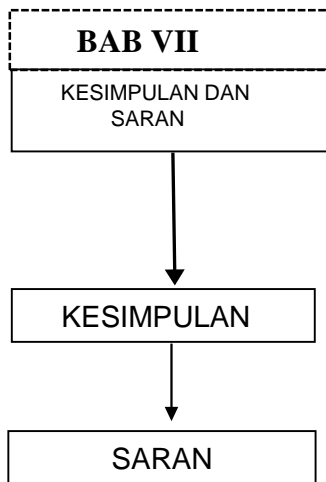 BAB VII
KESIMPULAN DAN
SARAN
KESIMPULAN
SARAN